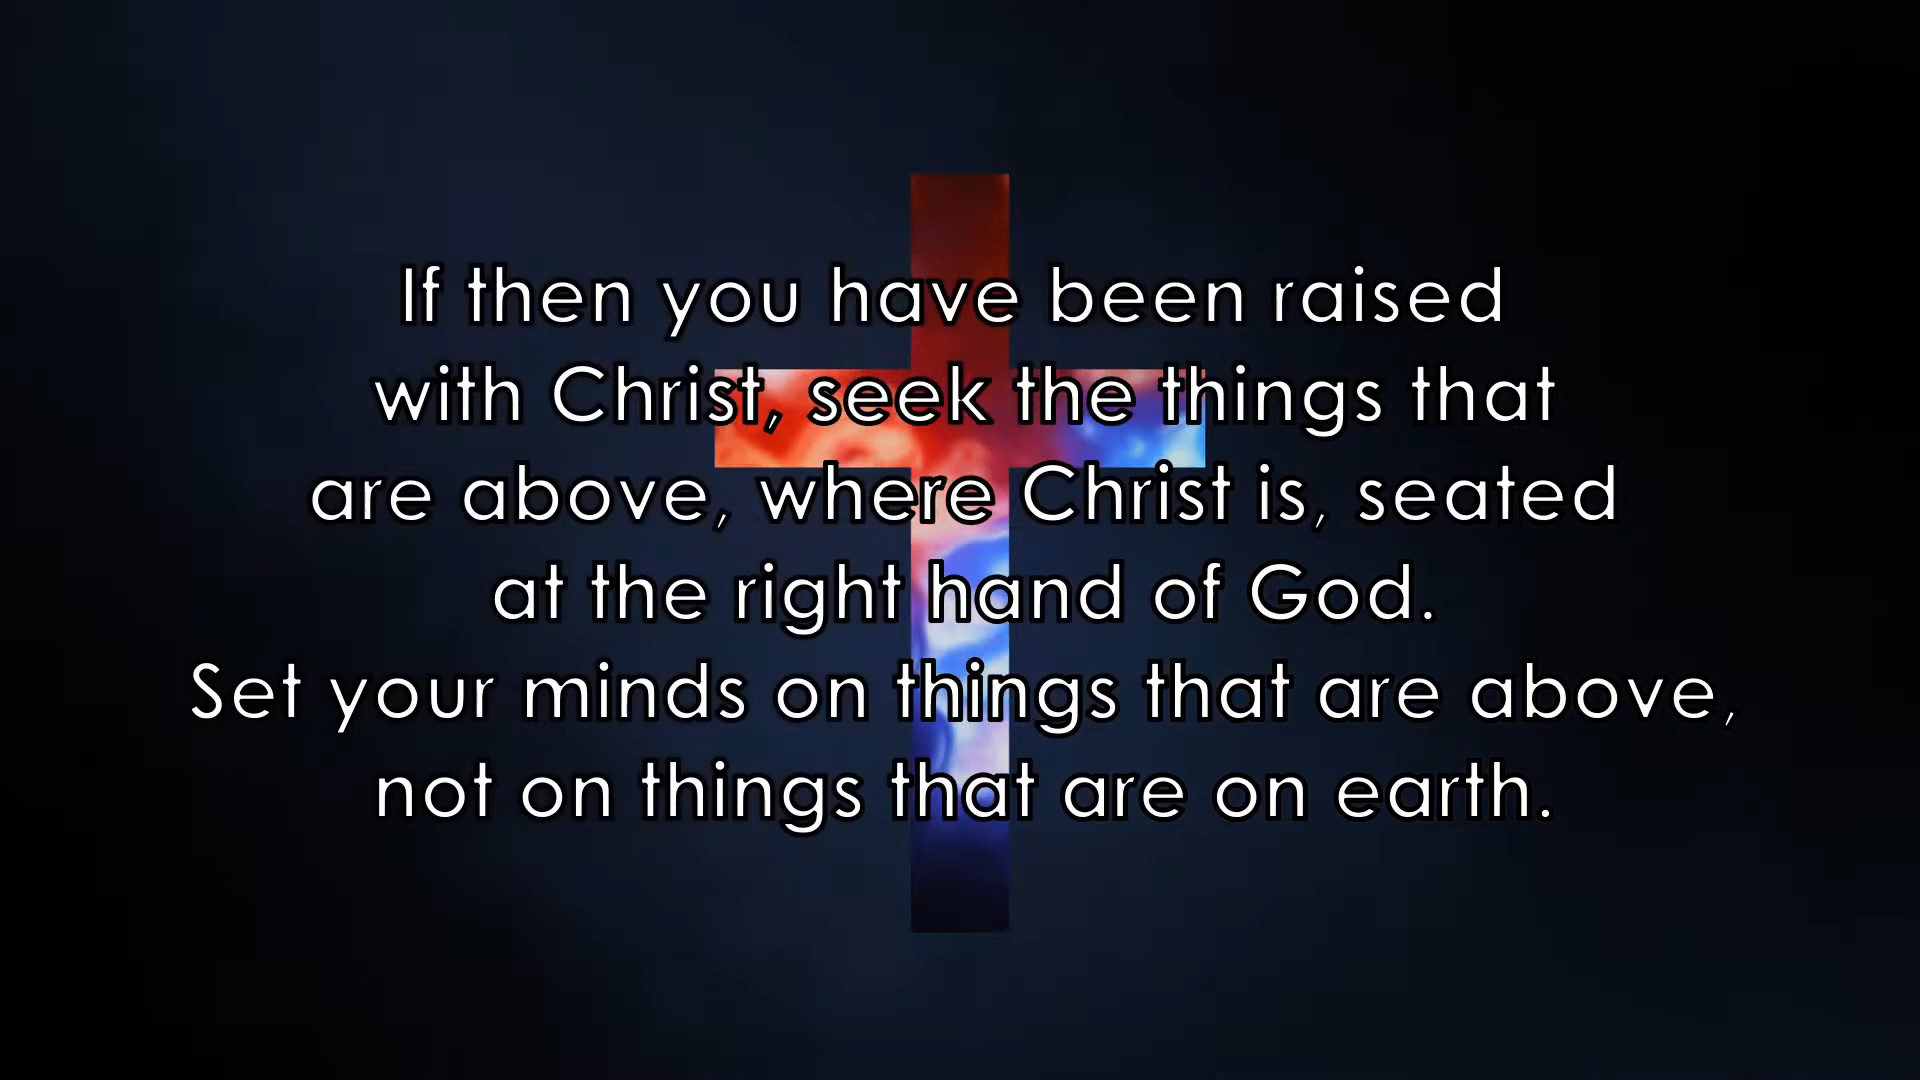 If then you have been raised
with Christ, seek the things that
are above, where Christ is, seated
at the right hand of God.
Set your minds on things that are above,
not on things that are on earth.